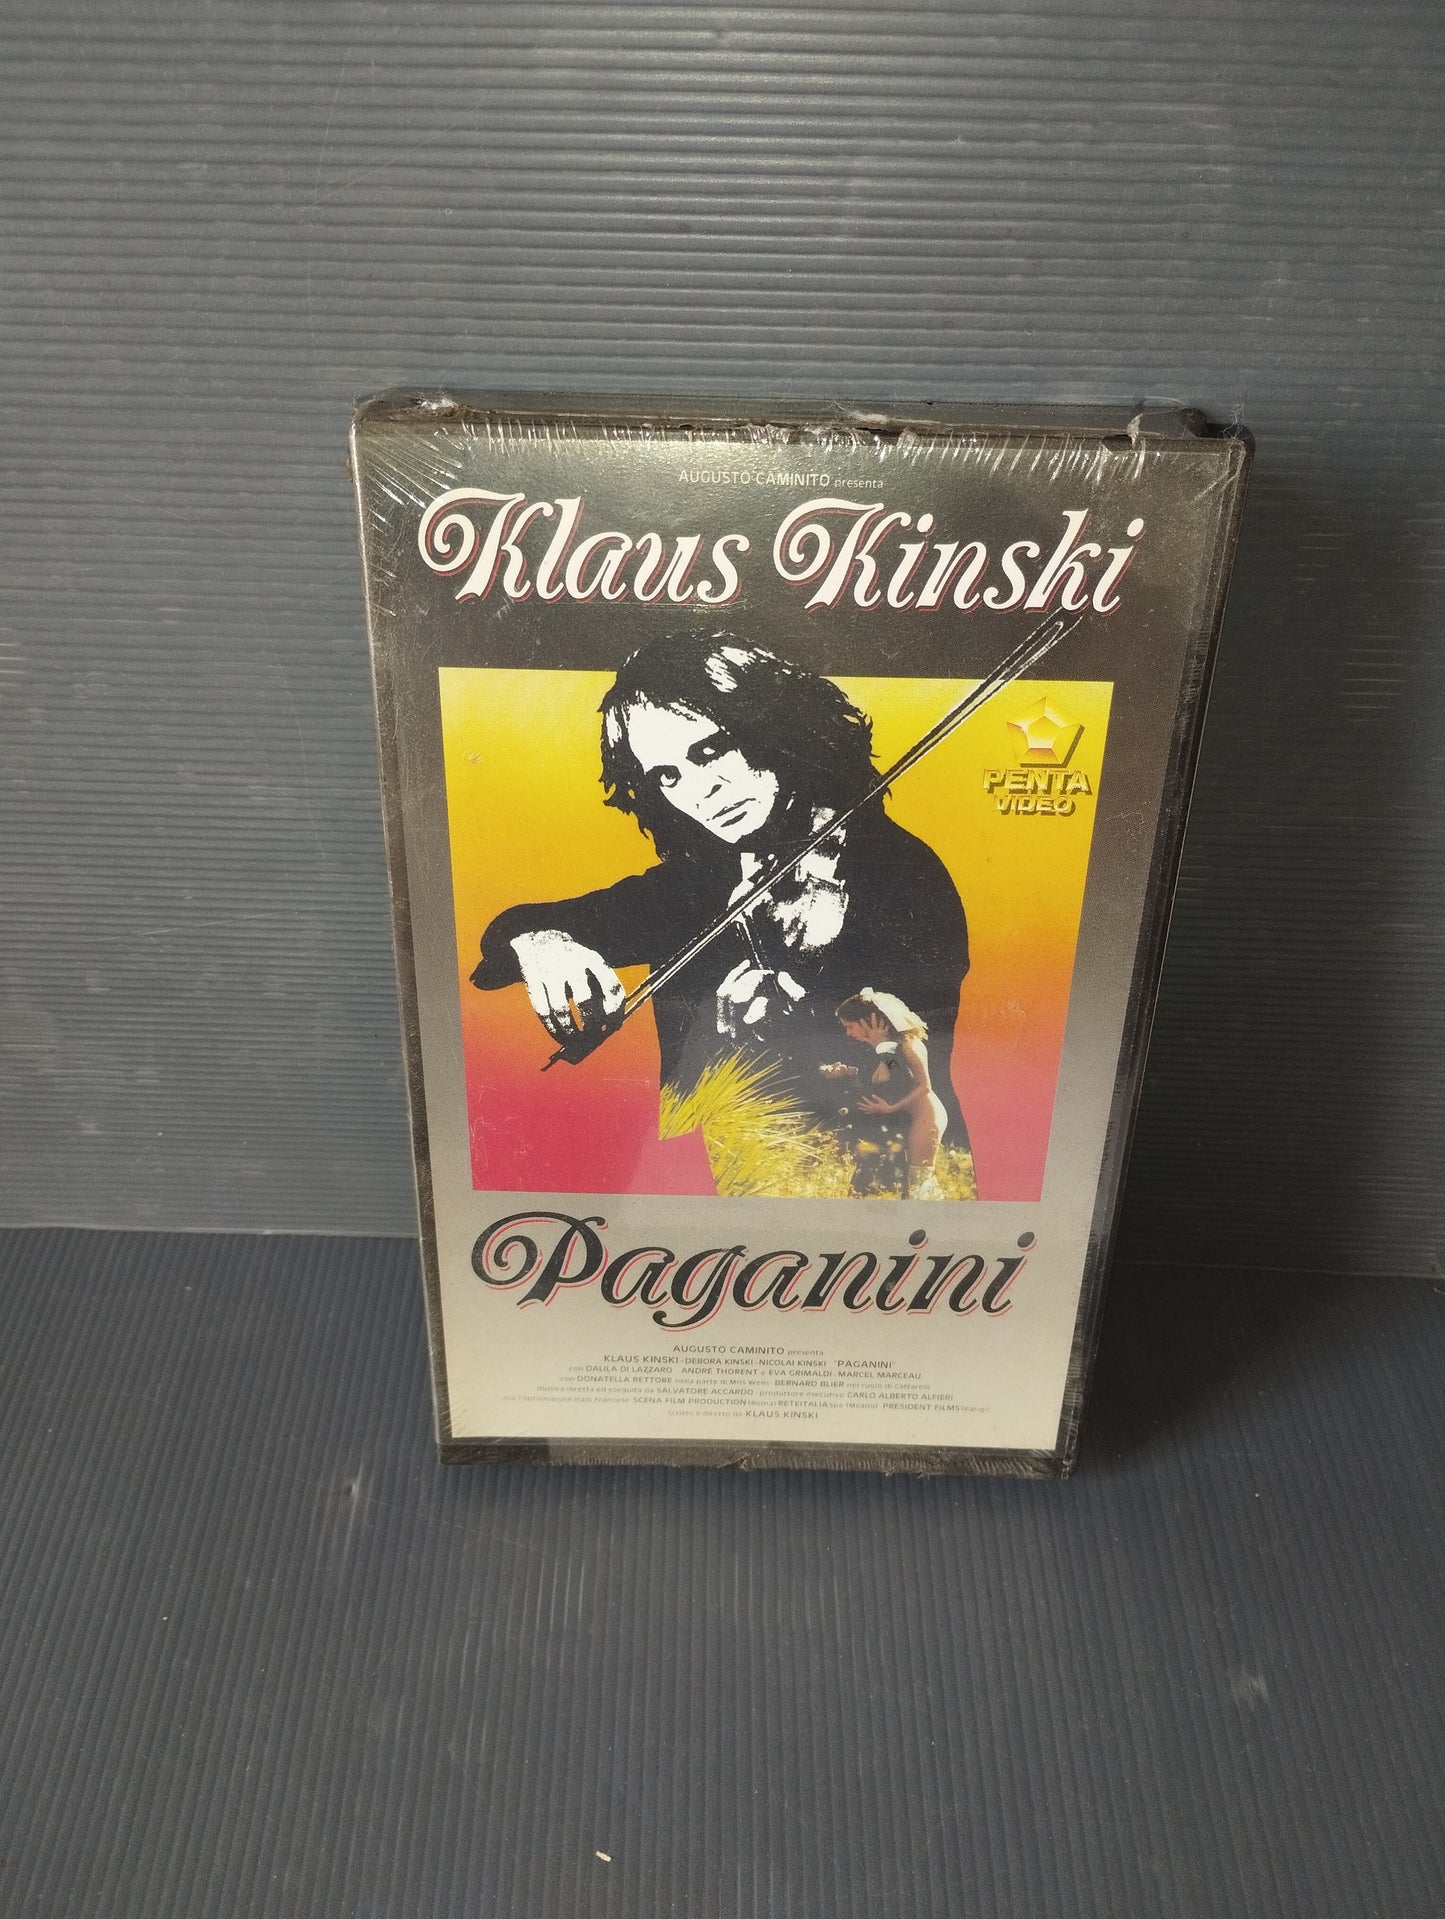 AUGUSTO CAMINITO presenta
Klaus Kinski
PENTA
VIDEO
Paganini
AUGUSTO CAMINITO presenta
KLAUS KINSKI - DEBORA KINSKI - NICOLAI KINSKI "PAGANINI"
con DALILA DI LAZZARO ANDRE THORENT e EVA GRIMALDI - MARCEL MARCEAU
con DONATELLA RETTORE nella parte di Miss Wells BERNARD BLIER nel ruolo di
musica diretta ed eseguita da SALVATORE ACCARDO - produttore esecutivo CARLO ALBERTO ALFIERI
una coproduzione Italo Francese SCENA FILM PRODUCTION (Roma) RETEITALIA Spa (Milano) PRESIDENT FILMS (Parigi)
scritto e diretto da KLAUS KINSKI